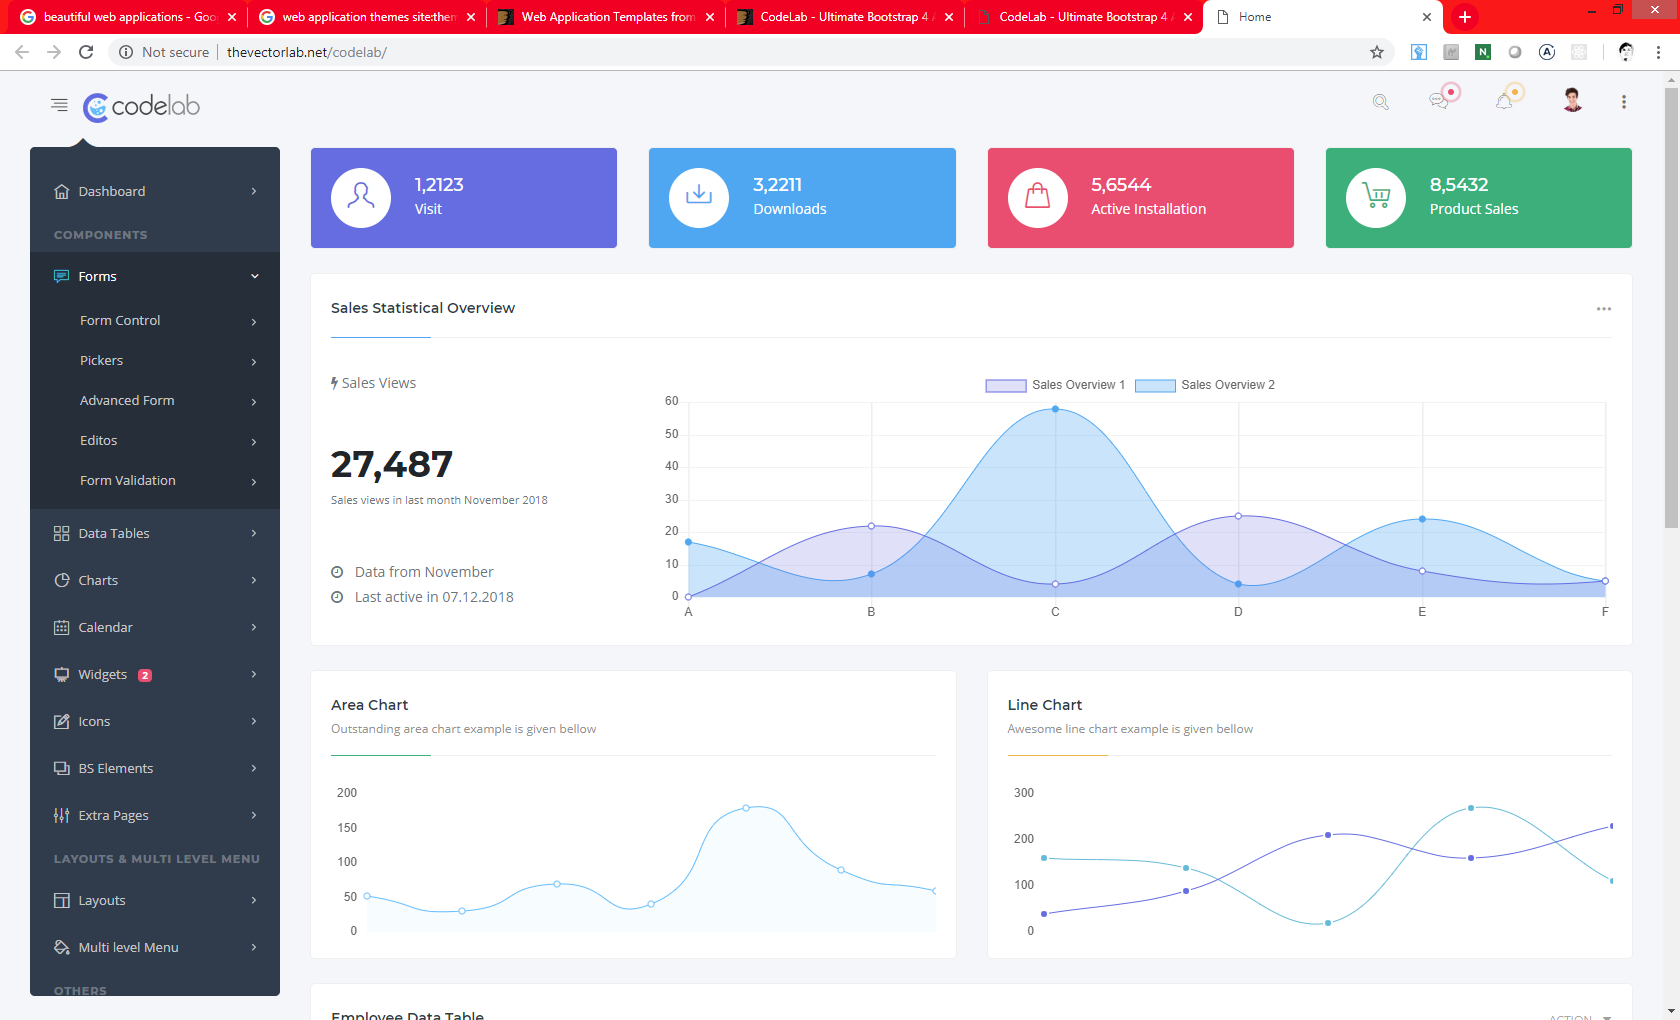 beautiful web applications - Goo
web application themes site:them
Web Application Templates from
CodeLab - Ultimate Bootstrap 4 A
CodeLab - Ultimate Bootstrap 4 A
Home
Not secure
thevectorlab.net/codelab/
codelab
Dashboard
COMPONENTS
Forms
Form Control
Pickers
Advanced Form
Editos
Form Validation
Data Tables
Charts
Calendar
Widgets 2
Icons
BS Elements
Extra Pages
LAYOUTS & MULTI LEVEL MENU
Layouts
Multi level Menu
OTHERS
1,2123
Visit
3,2211
Downloads
5,6544
Active Installation
8,5432
Product Sales
Sales Statistical Overview
Sales Views
27,487
Sales views in last month November 2018
Data from November
Last active in 07.12.2018
Sales Overview 1
Sales Overview 2
60
50
40
30
20
10
0
A B C D E F
Area Chart
Outstanding area chart example is given bellow
200
150
100
50
0
Line Chart
Awesome line chart example is given bellow
300
200
100
0
Employee Data Table
ACTION